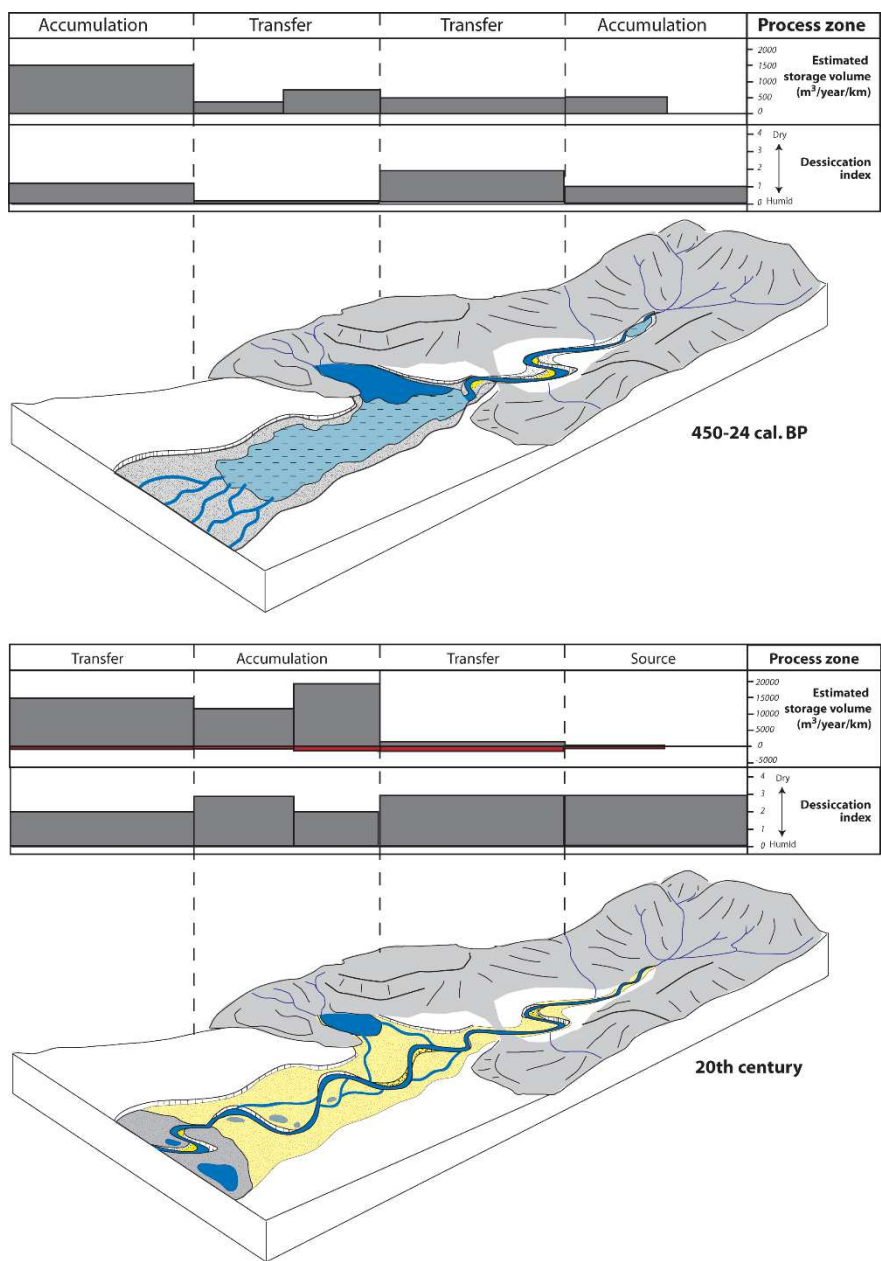 Accumulation Transfer Transfer Accumulation Process zone
2000
Estimated
1500
storage volume
1000
(m³/year/km)
500
0
4 Dry
3
Dessiccation
2
index
1
0 Humid
450-24 cal. BP
Transfer Accumulation Transfer Source Process zone
20000
Estimated
15000
storage volume
10000
(m³/year/km)
5000
0
-5000
4 Dry
3
Dessiccation
2
index
1
0 Humid
20th century